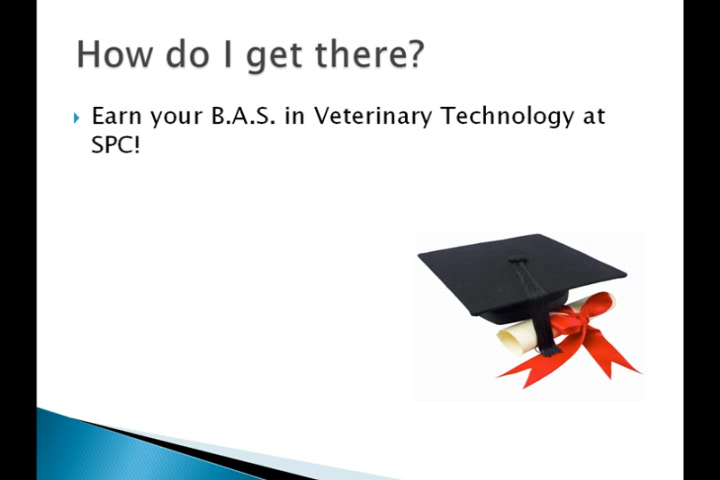 How do I get there?
Earn your B.A.S. in Veterinary Technology at
SPC!